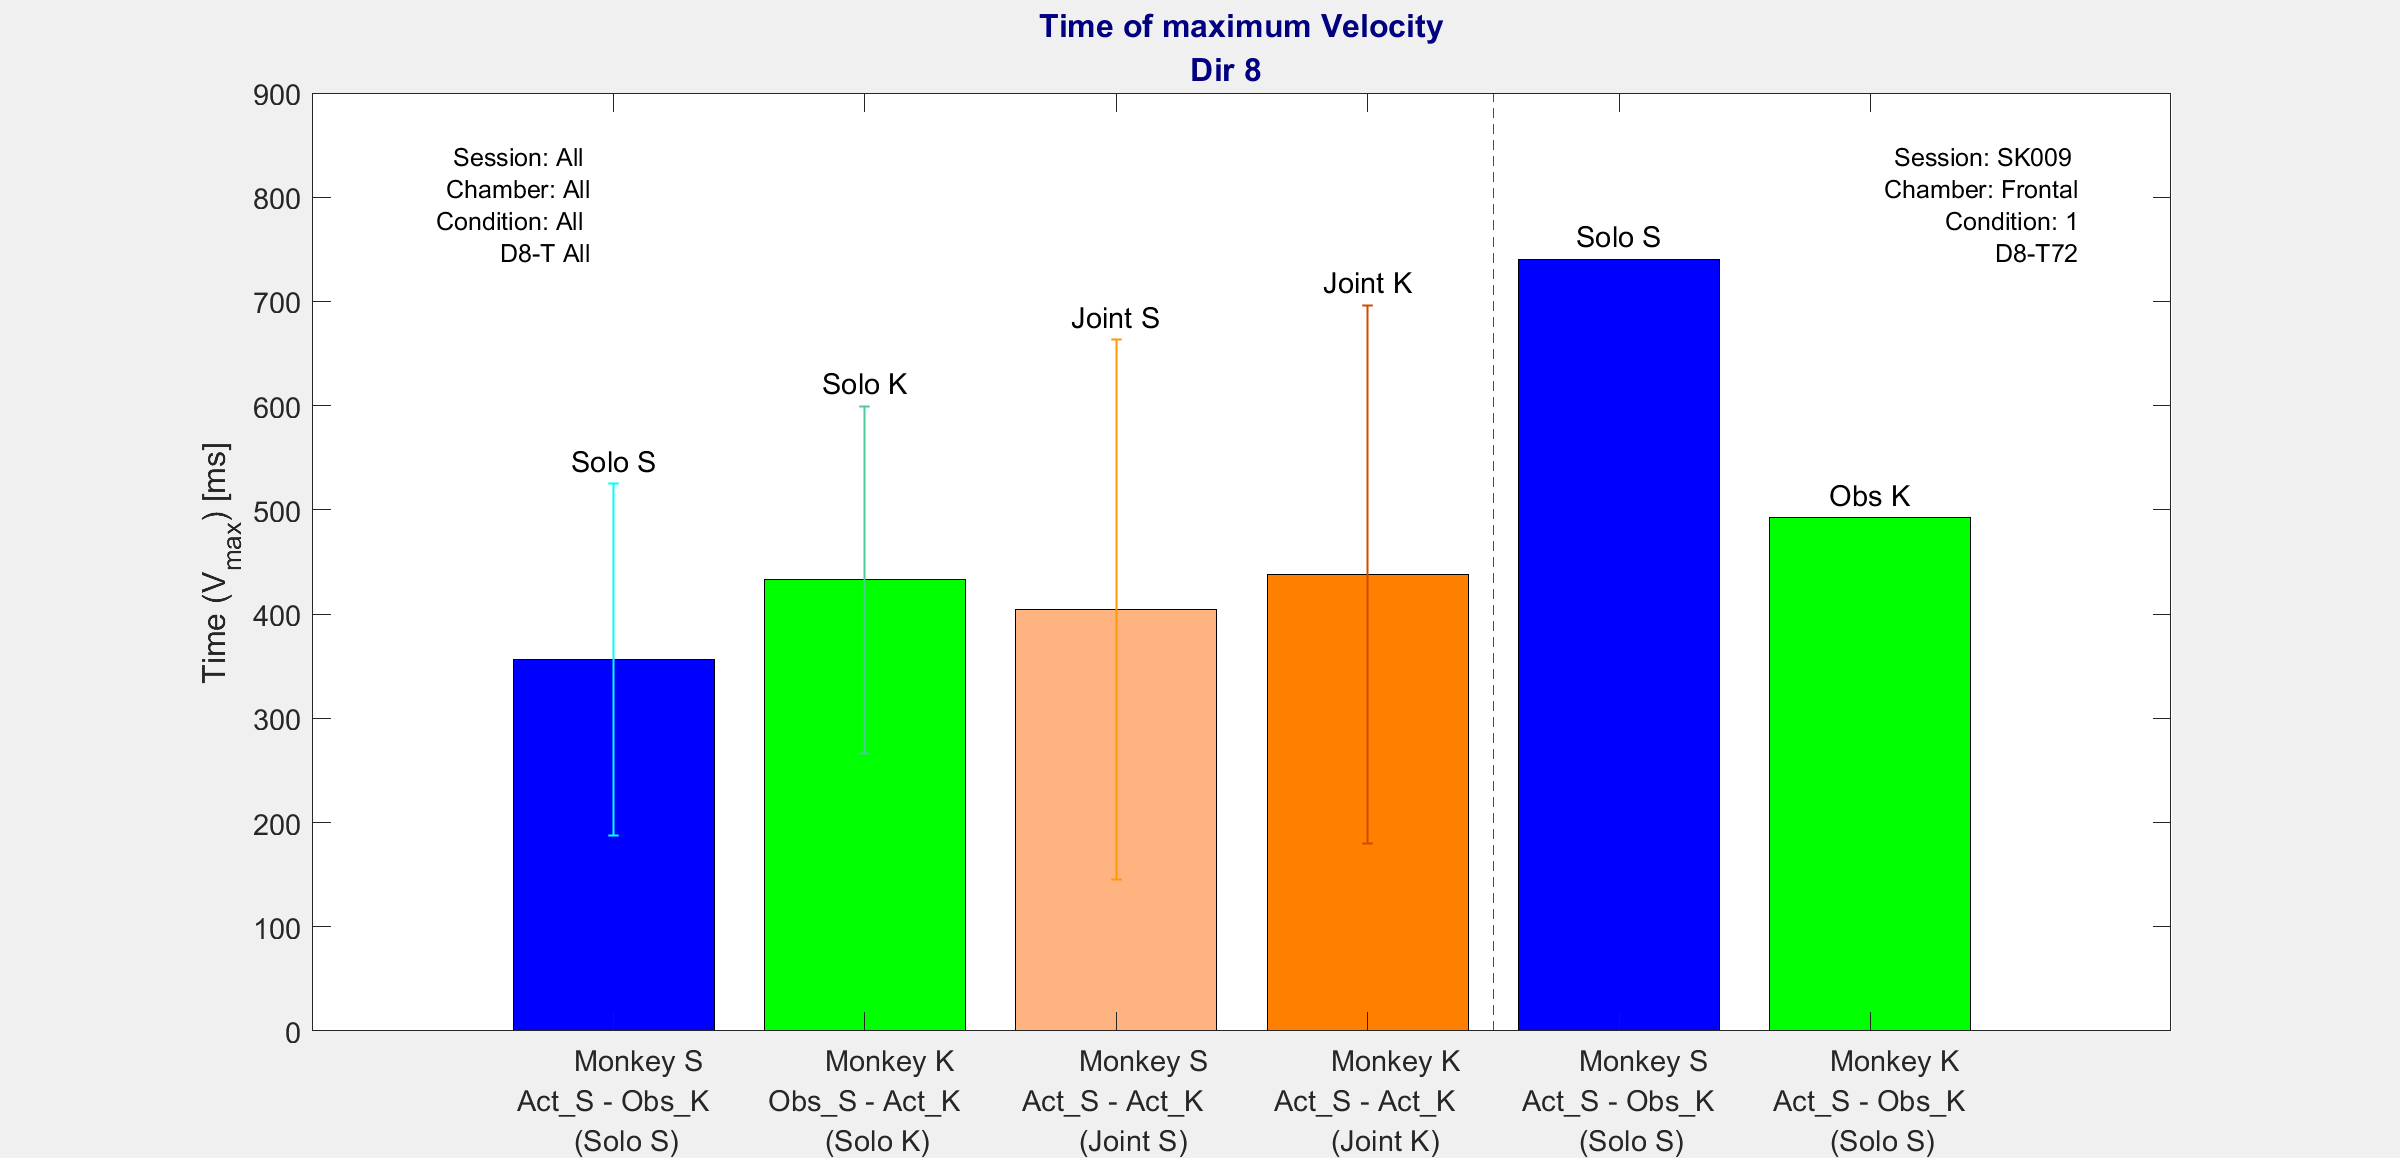 Time of maximum Velocity
Dir 8
Time (Vmax) [ms]
900
800
700
600
500
400
300
200
100
0
Session: All
Chamber: All
Condition: All
D8-T All
Session: SK009
Chamber: Frontal
Condition: 1
D8-T72
Solo S
Solo K
Joint S
Joint K
Solo S
Obs K
Monkey S
Act_S - Obs_K
(Solo S)
Monkey K
Obs_S - Act_K
(Solo K)
Monkey S
Act_S - Act_K
(Joint S)
Monkey K
Act_S - Act_K
(Joint K)
Monkey S
Act_S - Obs_K
(Solo S)
Monkey K
Act_S - Obs_K
(Solo S)